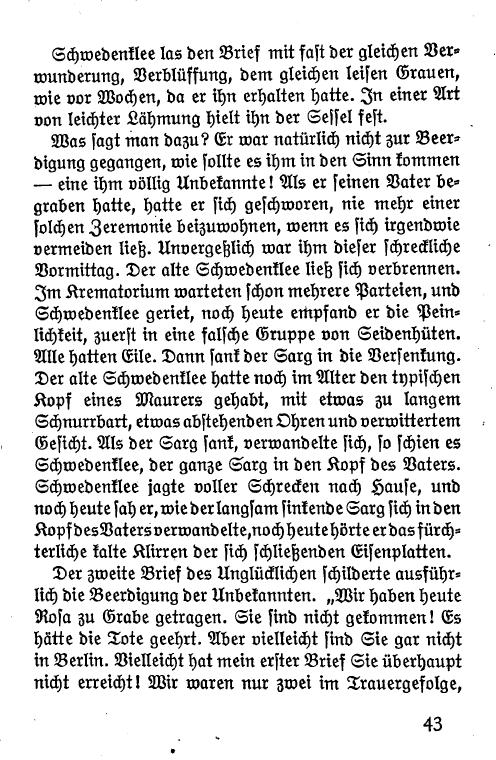 Schwedenklee las den Brief mit fast der gleichen Ver-
wunderung, Verblüffung, dem gleichen leisen Grauen,
wie vor Wochen, da er ihn erhalten hatte. In einer Art
von leichter Lähmung hielt ihn der Sessel fest.
Was sagt man dazu? Er war natürlich nicht zur Beer-
digung gegangen, wie sollte es ihm in den Sinn kommen
— eine ihm völlig Unbekannte! Als er seinen Vater be-
graben hatte, hatte er sich geschworen, nie mehr einer
solchen Zeremonie beizuwohnen, wenn es sich irgendwie
vermeiden ließ. Unvergeßlich war ihm dieser schreckliche
Vormittag. Der alte Schwedenklee ließ sich verbrennen.
Im Krematorium warteten schon mehrere Parteien, und
Schwedenklee geriet, noch heute empfand er die Pein-
lichkeit, zuerst in eine falsche Gruppe von Seidenhüten.
Alle hatten Eile. Dann sank der Sarg in die Versenkung.
Der alte Schwedenklee hatte noch im Alter den typischen
Kopf eines Maurers gehabt, mit etwas zu langem
Schnurrbart, etwas abstehenden Ohren und verwittertem
Gesicht. Als der Sarg sank, verwandelte sich, so schien es
Schwedenklee, der ganze Sarg in den Kopf des Vaters.
Schwedenklee jagte voller Schrecken nach Hause, und
noch heute sah er, wie der langsam sinkende Sarg sich in den
Kopf des Vaters verwandelte, noch heute hörte er das fürch-
terliche kalte Klirren der sich schließenden Eisenplatten.
Der zweite Brief des Unglücklichen schilderte ausführ-
lich die Beerdigung der Unbekannten. „Wir haben heute
Rosa zu Grabe getragen. Sie sind nicht gekommen! Es
hätte die Tote geehrt. Aber vielleicht sind Sie gar nicht
in Berlin. Vielleicht hat mein erster Brief Sie überhaupt
nicht erreicht! Wir waren nur zwei im Trauergefolge,
43